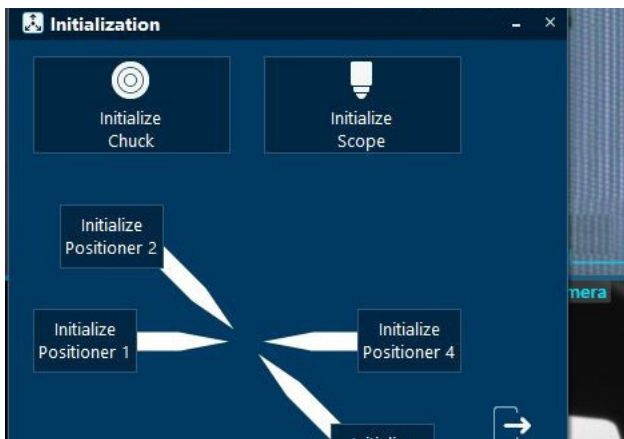 Initialization
Initialize
Chuck
Initialize
Scope
Initialize
Positioner 2
mera
Initialize
Positioner 1
Initialize
Positioner 4